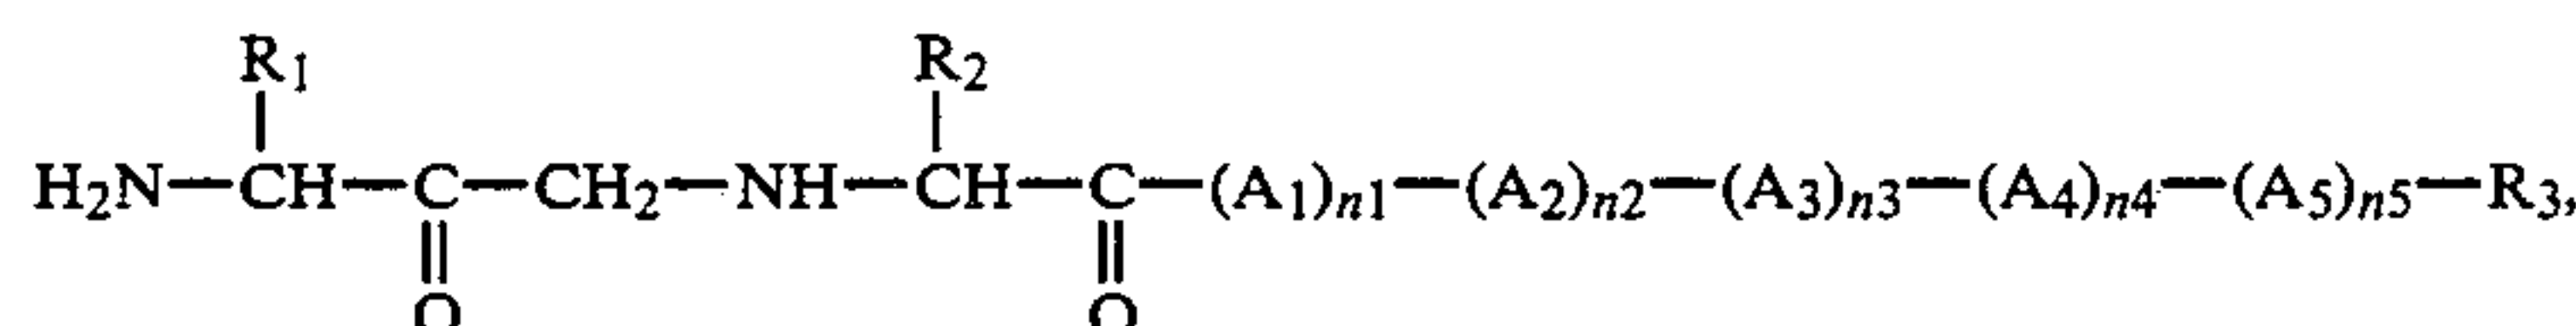 R1 R2
H2N—CH—C—CH2—NH—CH—C—(A1)n1—(A2)n2—(A3)n3—(A4)n4—(A5)n5—R3,
O O